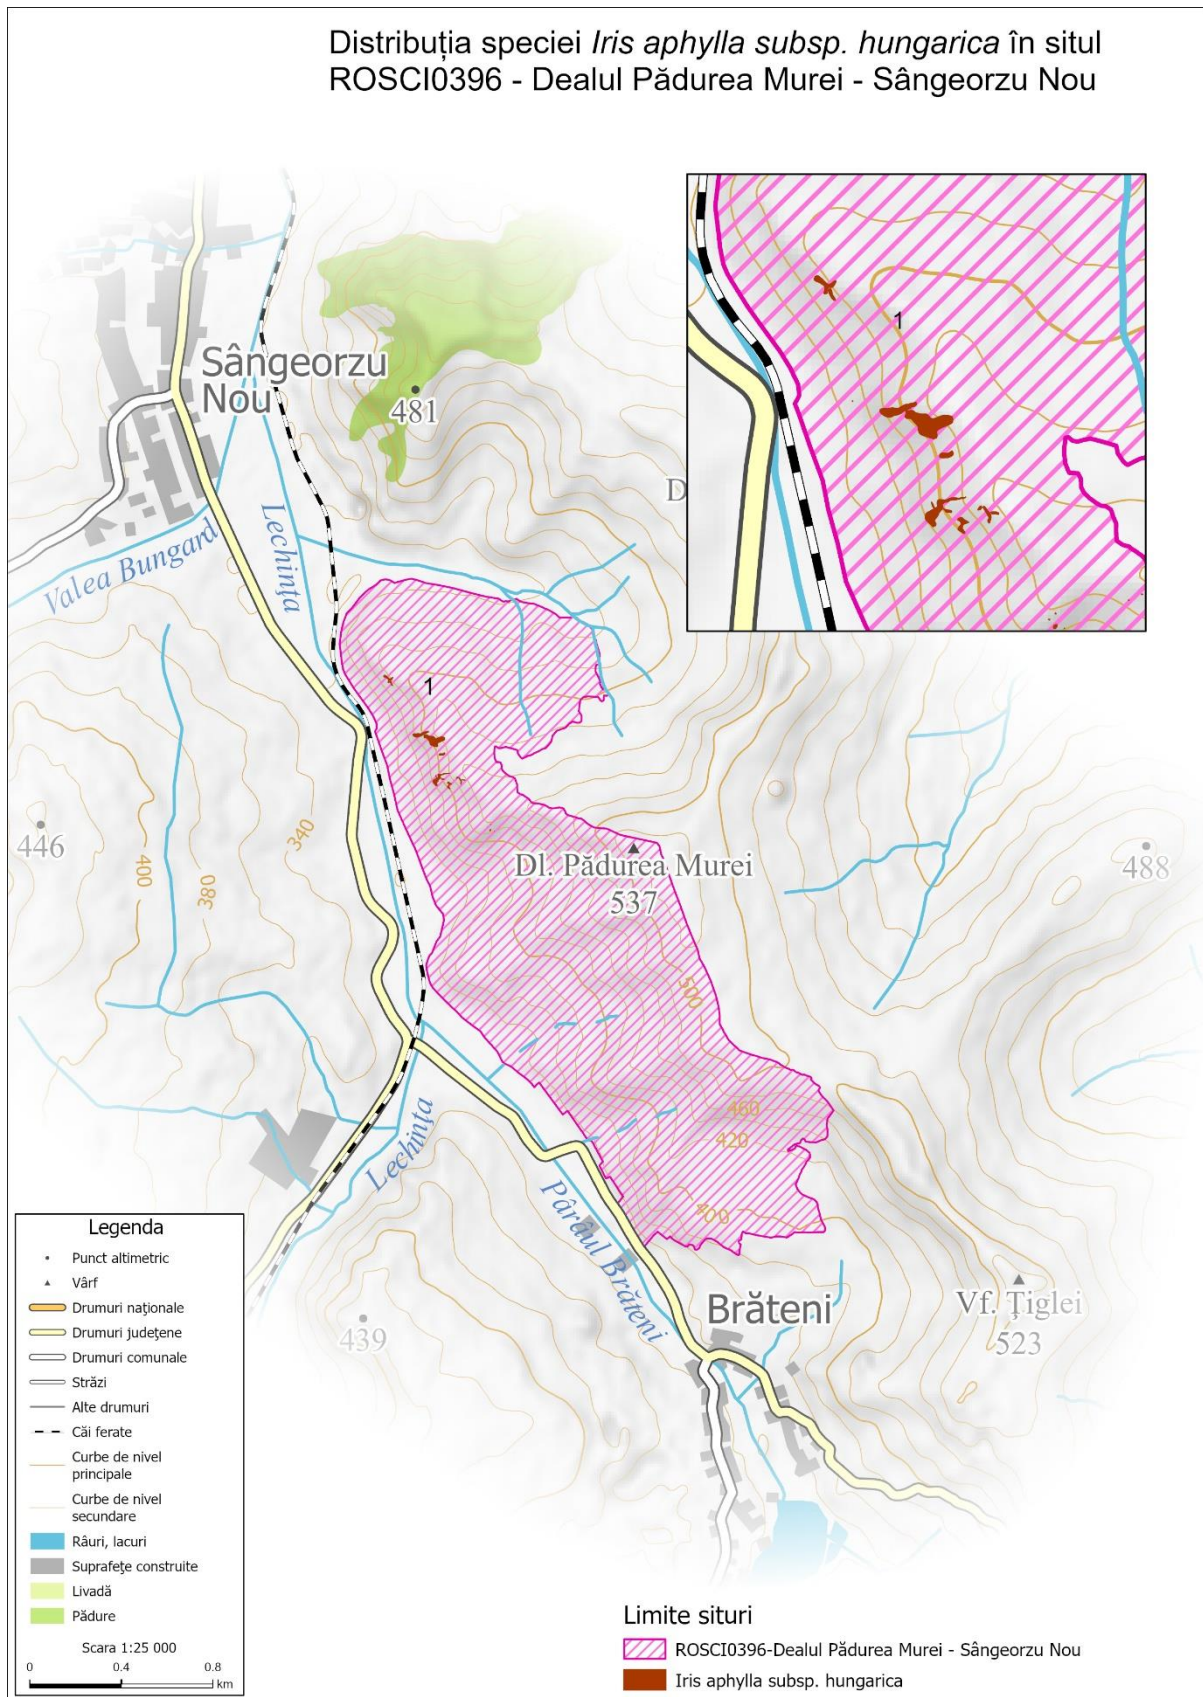 Distribuția speciei Iris aphylla subsp. hungarica în situl
ROSCI0396 - Dealul Pădurea Murei - Sângeorzu Nou
1
D
Sângeorzu
Nou
481
Valea Bungard
Lechința
1
446
400
380
340
Dl. Pădurea Murei
537
488
500
460
420
400
Lechința
Pârâul Brăteni
439
Brăteni
Vf. Țiglei
523
Legenda
Punct altimetric
Vârf
Drumuri naționale
Drumuri județene
Drumuri comunale
Străzi
Alte drumuri
Căi ferate
Curbe de nivel
principale
Curbe de nivel
secundare
Râuri, lacuri
Suprafețe construite
Livadă
Pădure
Scara 1:25 000
0 0.4 0.8
km
Limite situri
ROSCI0396-Dealul Pădurea Murei - Sângeorzu Nou
Iris aphylla subsp. hungarica